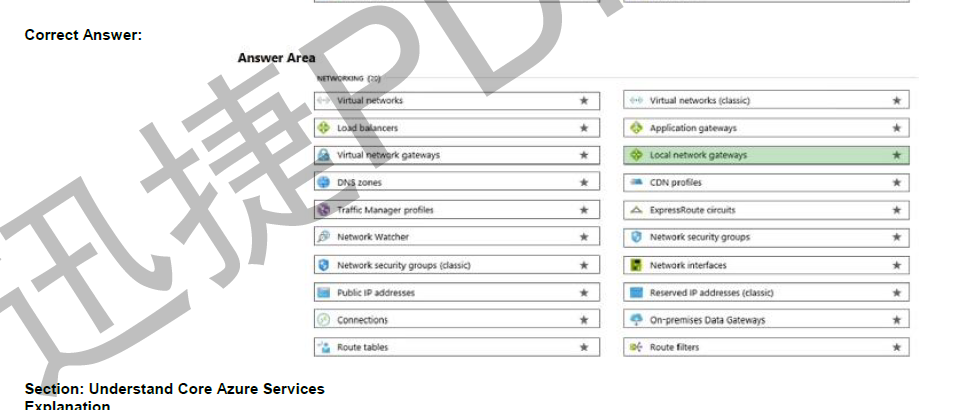 Correct Answer:
Answer Area
NETWORKING (20)
Virtual networks ★ Virtual networks (classic) ★
Load balancers ★ Application gateways ★
Virtual network gateways ★ Local network gateways ★
DNS zones ★ CDN profiles ★
Traffic Manager profiles ★ ExpressRoute circuits ★
Network Watcher ★ Network security groups ★
Network security groups (classic) ★ Network interfaces ★
Public IP addresses ★ Reserved IP addresses (classic) ★
Connections ★ On-premises Data Gateways ★
Route tables ★ Route filters ★
Section: Understand Core Azure Services
Explanation
迅捷PD